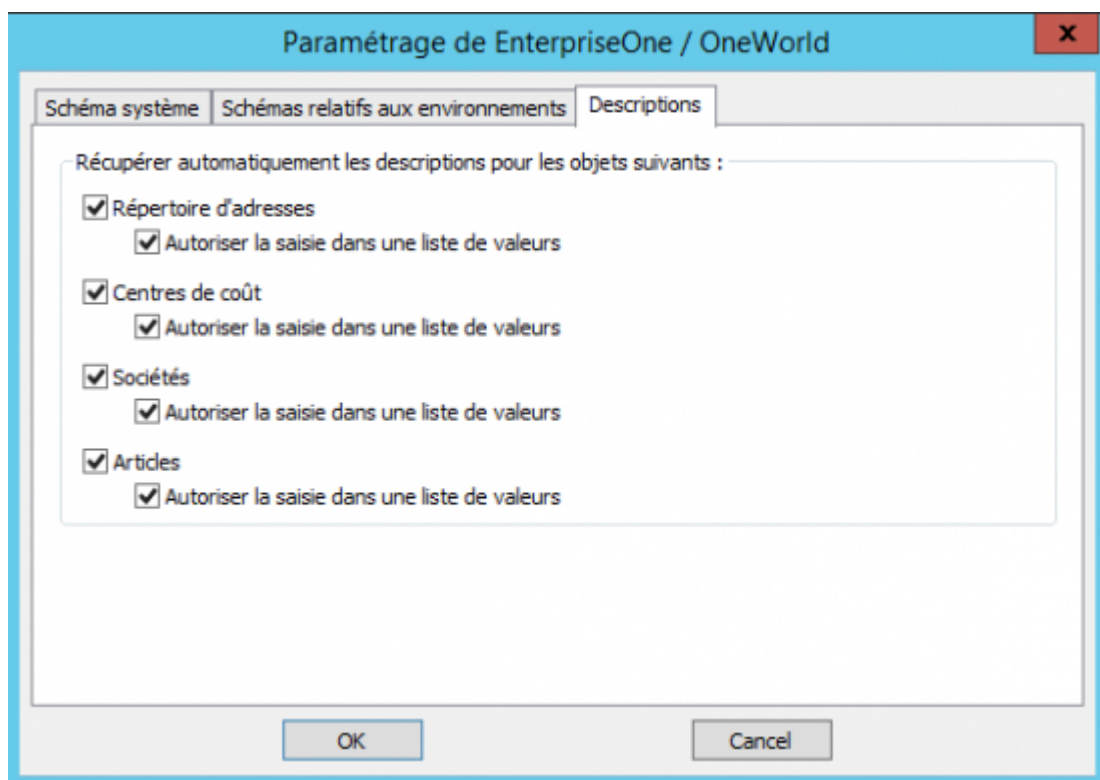 Paramétrage de EnterpriseOne / OneWorld
x
Schéma système Schémas relatifs aux environnements Descriptions
Récupérer automatiquement les descriptions pour les objets suivants :
Répertoire d'adresses
Autoriser la saisie dans une liste de valeurs
Centres de coût
Autoriser la saisie dans une liste de valeurs
Sociétés
Autoriser la saisie dans une liste de valeurs
Articles
Autoriser la saisie dans une liste de valeurs
OK Cancel